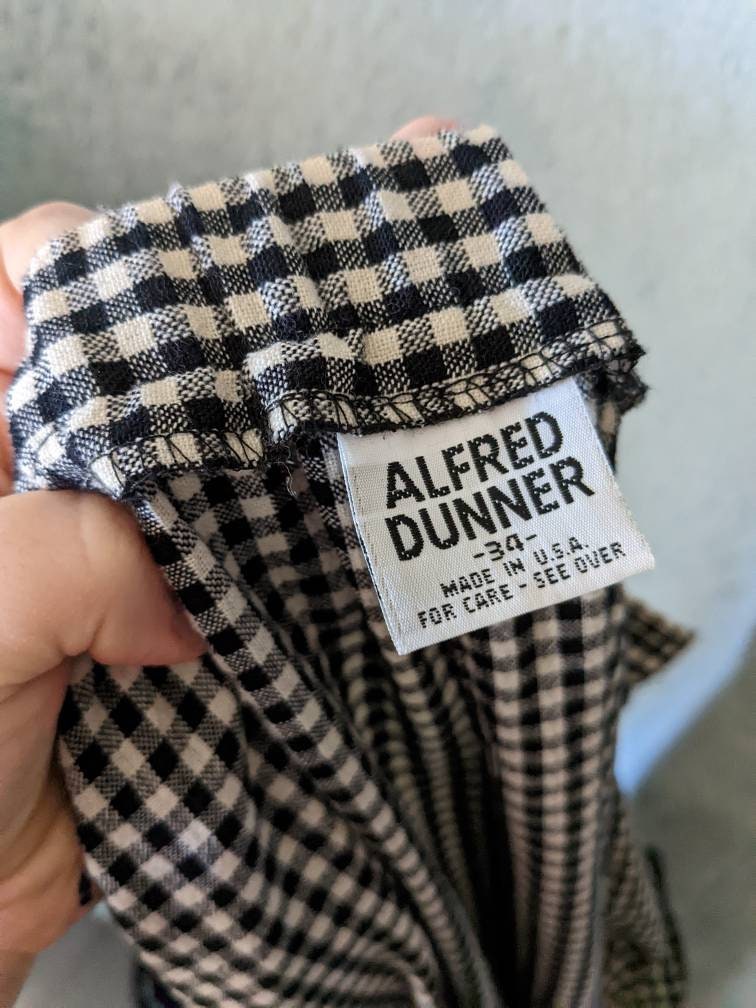 ALFRED
DUNNER
-34-
MADE IN U.S.A.
FOR CARE - SEE OVER